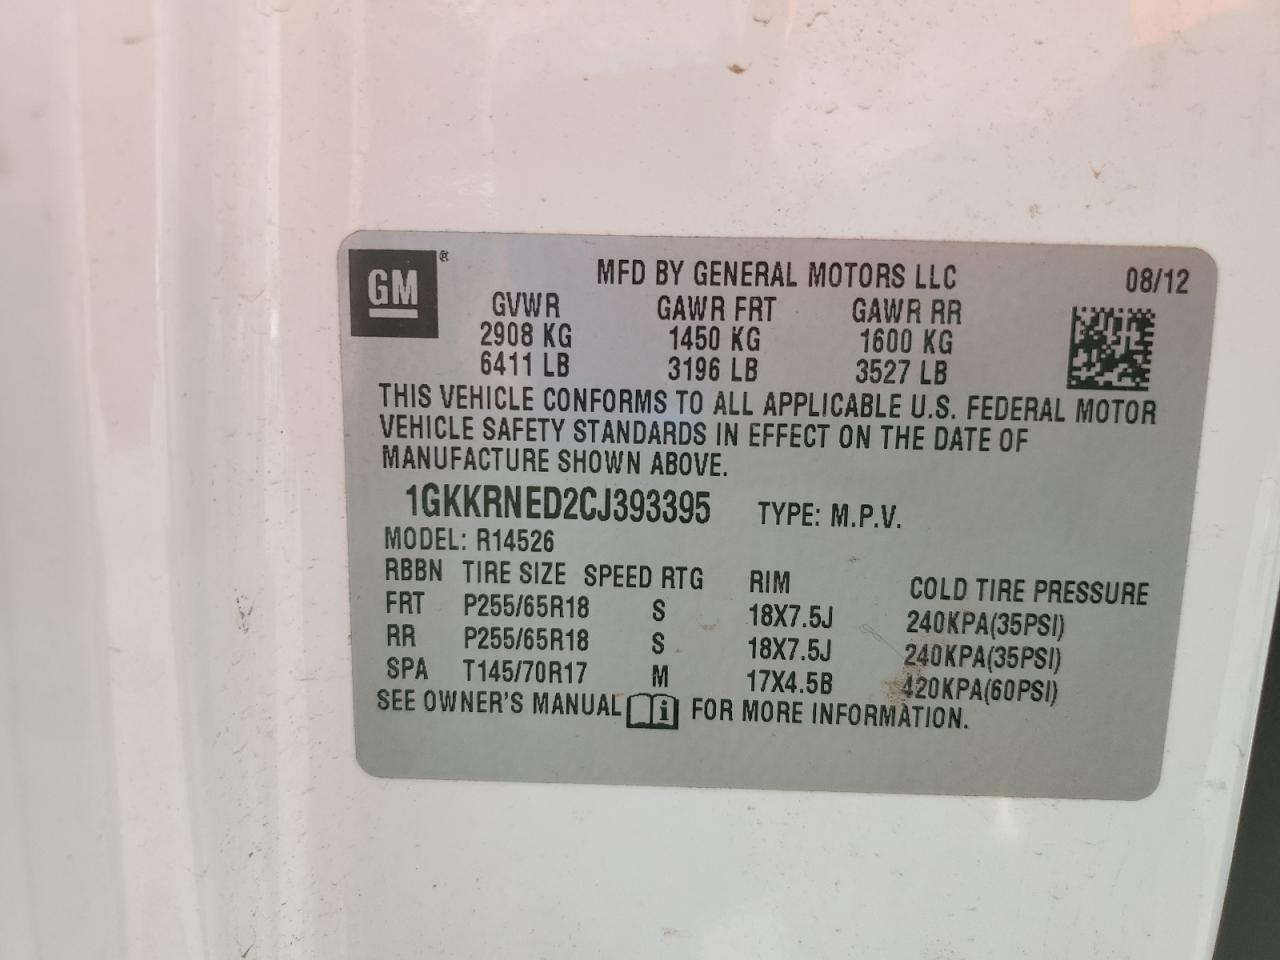 GM ®
MFD BY GENERAL MOTORS LLC 08/12
GVWR GAWR FRT GAWR RR
2908 KG 1450 KG 1600 KG
6411 LB 3196 LB 3527 LB
THIS VEHICLE CONFORMS TO ALL APPLICABLE U.S. FEDERAL MOTOR
VEHICLE SAFETY STANDARDS IN EFFECT ON THE DATE OF
MANUFACTURE SHOWN ABOVE.
1GKKRNED2CJ393395 TYPE: M.P.V.
MODEL: R14526
RBBN TIRE SIZE SPEED RTG RIM COLD TIRE PRESSURE
FRT P255/65R18 S 18X7.5J 240KPA(35PSI)
RR P255/65R18 S 18X7.5J 240KPA(35PSI)
SPA T145/70R17 M 17X4.5B 420KPA(60PSI)
SEE OWNER'S MANUAL i FOR MORE INFORMATION.